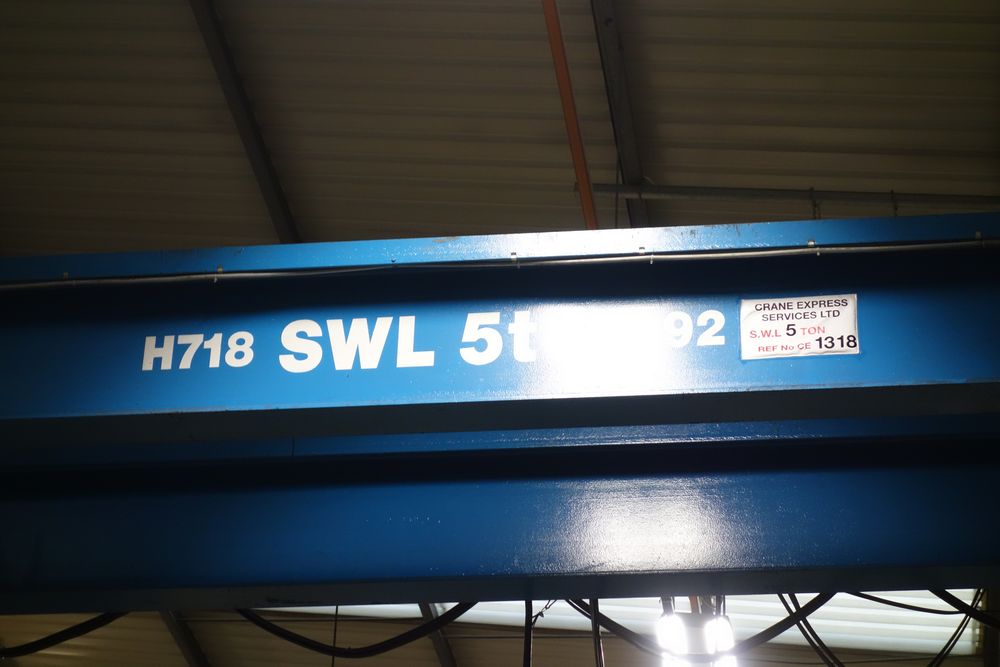 H718 SWL 5t 92
CRANE EXPRESS
SERVICES LTD
S.W.L 5 TON
REF No CE 1318